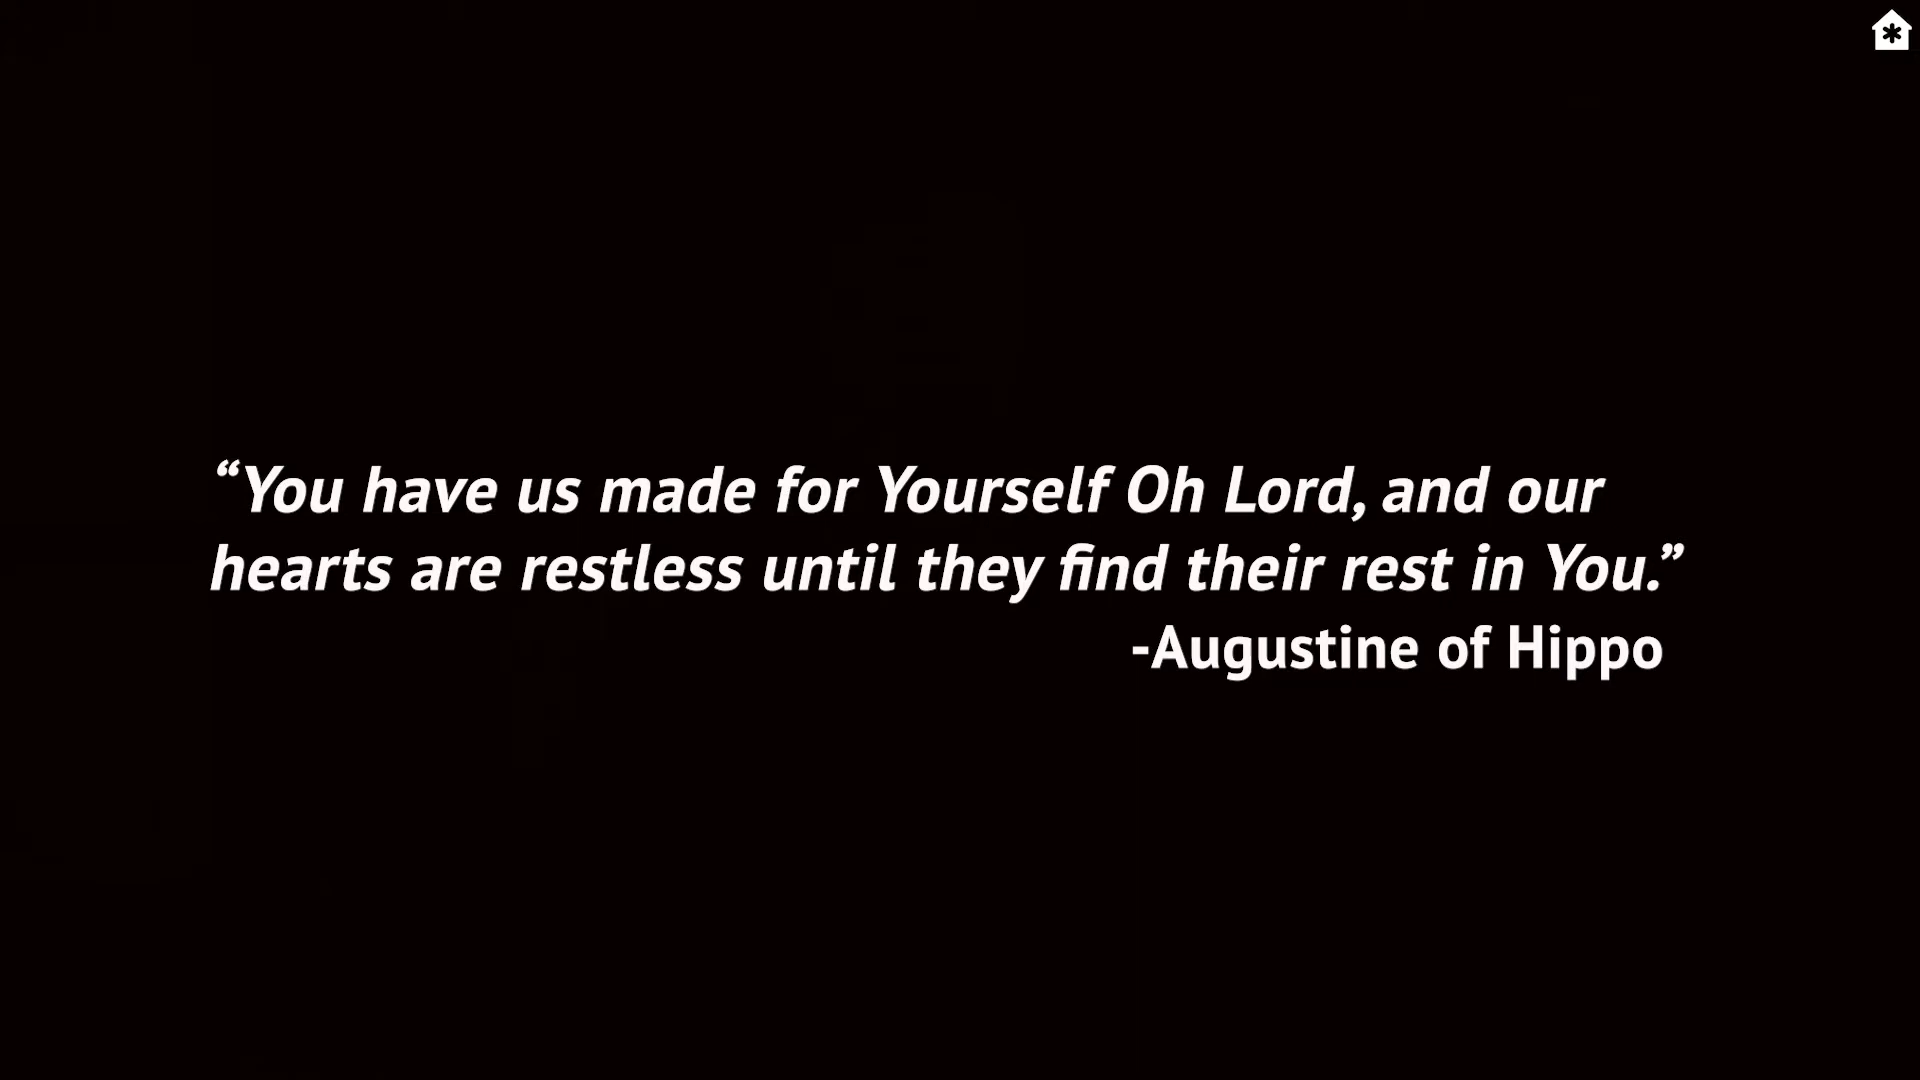 “You have us made for Yourself Oh Lord, and our
hearts are restless until they find their rest in You.”
-Augustine of Hippo